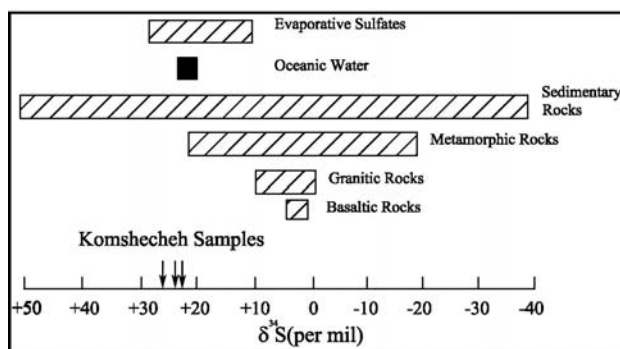 Evaporative Sulfates
Oceanic Water
Sedimentary
Rocks
Metamorphic Rocks
Granitic Rocks
Basaltic Rocks
Komshecheh Samples
+50 +40 +30 +20 +10 0 -10 -20 -30 -40
δ³⁴S(per mil)